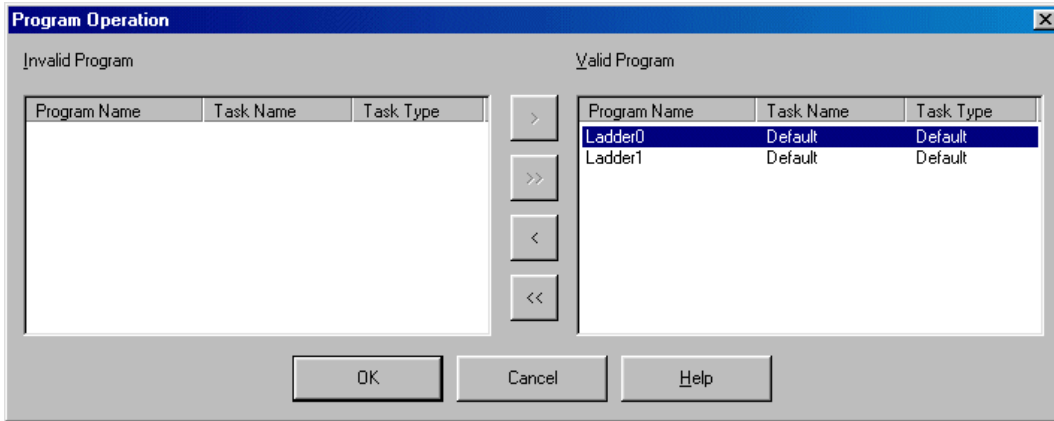 Program Operation
Invalid Program
Valid Program
Program Name Task Name Task Type
Program Name Task Name Task Type
Ladder0 Default Default
Ladder1 Default Default
>
>>
<
<<
OK Cancel Help